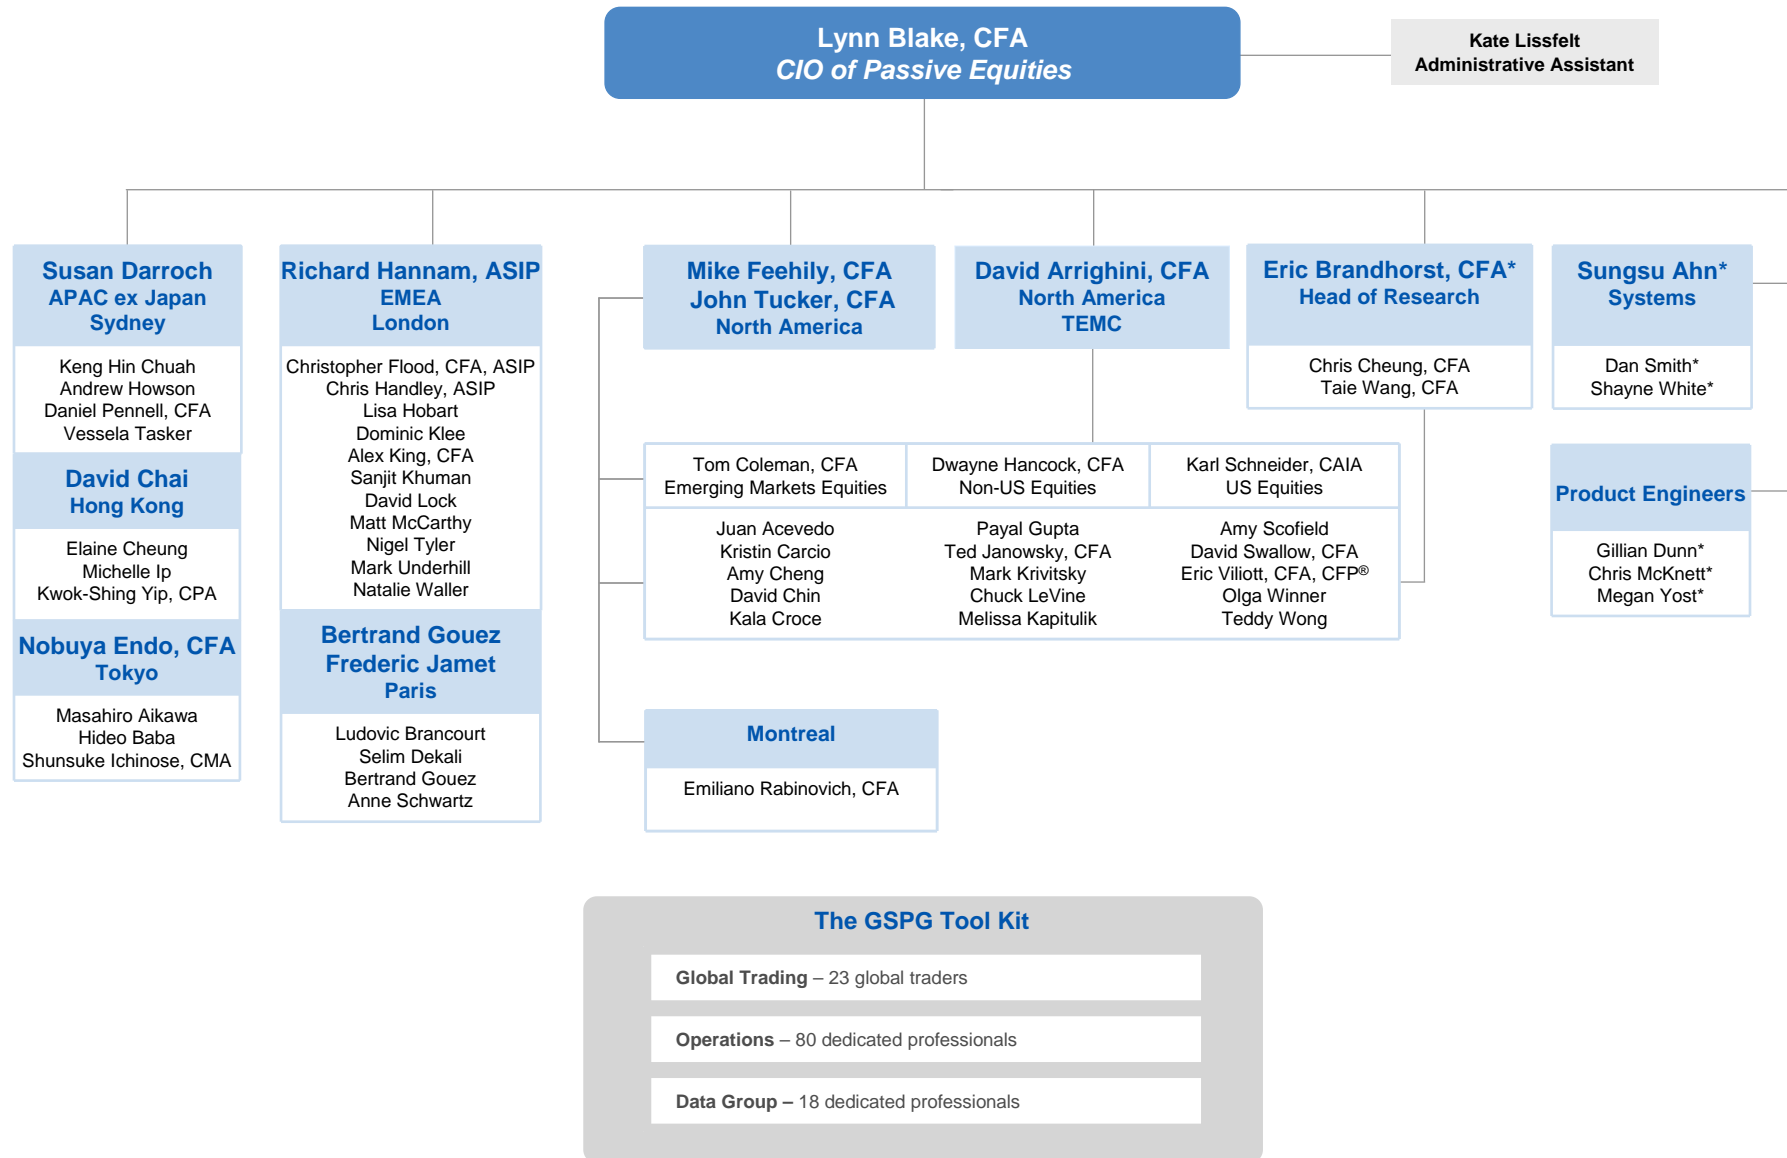 Lynn Blake, CFA
CIO of Passive Equities
Kate Lissfelt
Administrative Assistant
Susan Darroch
APAC ex Japan
Sydney
Keng Hin Chuah
Andrew Howson
Daniel Pennell, CFA
Vessela Tasker
David Chai
Hong Kong
Elaine Cheung
Michelle Ip
Kwok-Shing Yip, CPA
Nobuya Endo, CFA
Tokyo
Masahiro Aikawa
Hideo Baba
Shunsuke Ichinose, CMA
Richard Hannam, ASIP
EMEA
London
Christopher Flood, CFA, ASIP
Chris Handley, ASIP
Lisa Hobart
Dominic Klee
Alex King, CFA
Sanjit Khuman
David Lock
Matt McCarthy
Nigel Tyler
Mark Underhill
Natalie Waller
Bertrand Gouez
Frederic Jamet
Paris
Ludovic Brancourt
Selim Dekali
Bertrand Gouez
Anne Schwartz
Mike Feehily, CFA
John Tucker, CFA
North America
David Arrighini, CFA
North America
TEMC
Eric Brandhorst, CFA*
Head of Research
Chris Cheung, CFA
Taie Wang, CFA
Tom Coleman, CFA
Emerging Markets Equities
Juan Acevedo
Kristin Carcio
Amy Cheng
David Chin
Kala Croce
Dwayne Hancock, CFA
Non-US Equities
Payal Gupta
Ted Janowsky, CFA
Mark Krivitsky
Chuck LeVine
Melissa Kapitulik
Karl Schneider, CAIA
US Equities
Amy Scofield
David Swallow, CFA
Eric Viliott, CFA, CFP®
Olga Winner
Teddy Wong
Montreal
Emiliano Rabinovich, CFA
Sungsu Ahn*
Systems
Dan Smith*
Shayne White*
Product Engineers
Gillian Dunn*
Chris McKnett*
Megan Yost*
The GSPG Tool Kit
Global Trading – 23 global traders
Operations – 80 dedicated professionals
Data Group – 18 dedicated professionals